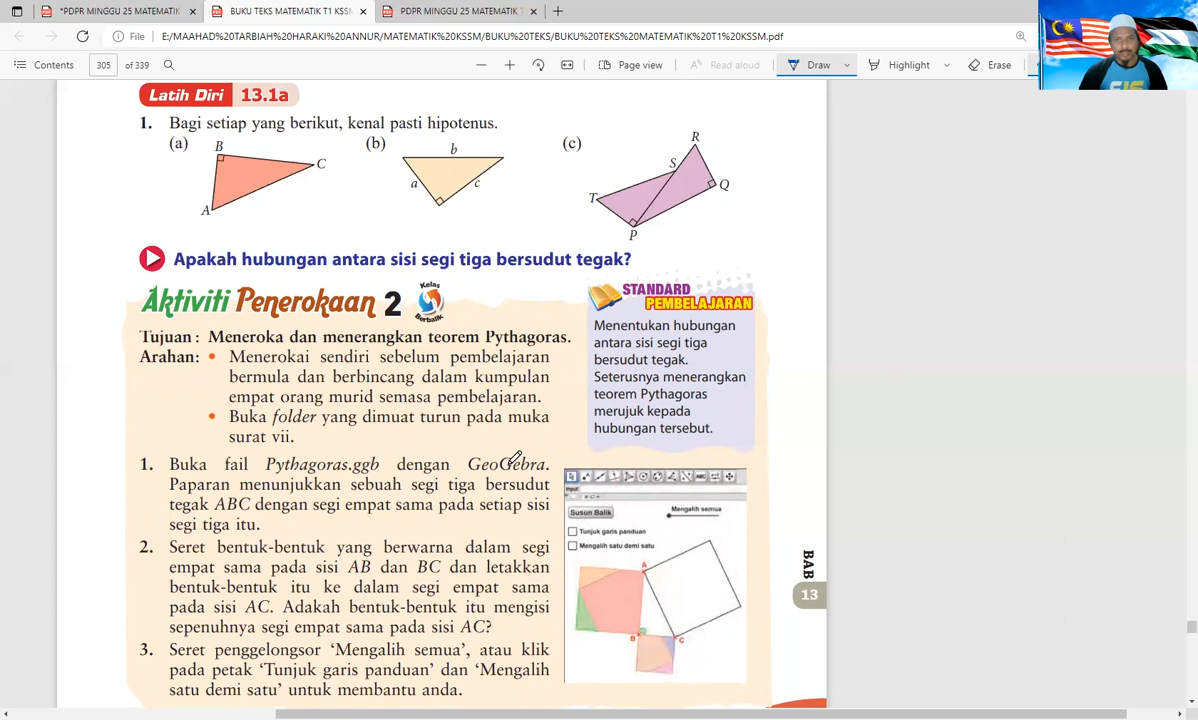 *PDPR MINGGU 25 MATEMATIK
BUKU TEKS MATEMATIK T1 KSSM
PDPR MINGGU 25 MATEMATIK T
File
E:/MAAHAD%20TARBIAH%20HARAKI%20ANNUR/MATEMATIK%20KSSM/BUKU%20TEKS/BUKU%20TEKS%20MATEMATIK%20T1%20KSSM.pdf
Contents
305
of 339
Page view
Read aloud
Draw
Highlight
Erase
Latih Diri 13.1a
1. Bagi setiap yang berikut, kenal pasti hipotenus.
(a)
B
C
A
(b)
b
a
c
(c)
R
S
Q
T
P
Apakah hubungan antara sisi segi tiga bersudut tegak?
Aktiviti Penerokaan 2
Kelas
Berbalik
Tujuan : Meneroka dan menerangkan teorem Pythagoras.
Arahan: • Menerokai sendiri sebelum pembelajaran
bermula dan berbincang dalam kumpulan
empat orang murid semasa pembelajaran.
• Buka folder yang dimuat turun pada muka
surat vii.
STANDARD
PEMBELAJARAN
Menentukan hubungan
antara sisi segi tiga
bersudut tegak.
Seterusnya menerangkan
teorem Pythagoras
merujuk kepada
hubungan tersebut.
1. Buka fail Pythagoras.ggb dengan GeoGebra.
Paparan menunjukkan sebuah segi tiga bersudut
tegak ABC dengan segi empat sama pada setiap sisi
segi tiga itu.
2. Seret bentuk-bentuk yang berwarna dalam segi
empat sama pada sisi AB dan BC dan letakkan
bentuk-bentuk itu ke dalam segi empat sama
pada sisi AC. Adakah bentuk-bentuk itu mengisi
sepenuhnya segi empat sama pada sisi AC?
3. Seret penggelongsor ‘Mengalih semua’, atau klik
pada petak ‘Tunjuk garis panduan’ dan ‘Mengalih
satu demi satu’ untuk membantu anda.
ABC
Input
Susun Balik
Mengalih semua
Tunjuk garis panduan
Mengalih satu demi satu
A
B
C
BAB
13